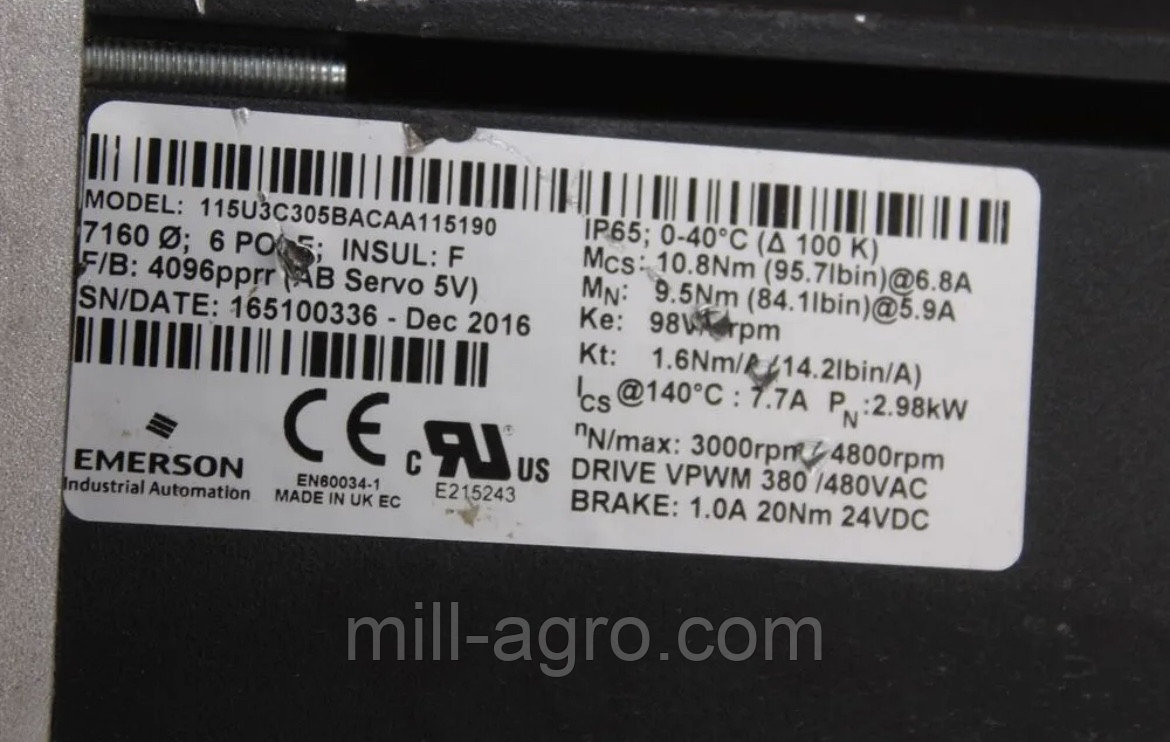 MODEL: 115U3C305BACAA115190
7160 Ø; 6 INSUL: F
F/B: 4096pprr (AB Servo 5V)
SN/DATE: 165100336 - Dec 2016
EMERSON
Industrial Automation
CE
EN60034-1
MADE IN UK EC
C RU US
E215243
IP65; 0-40°C (Δ 100 K)
MCS: 10.8Nm (95.7lbin)@6.8A
MN: 9.5Nm (84.1lbin)@5.9A
Ke:
Kt: 1.6Nm/A (14.2lbin/A)
ICS @140°C : 7.7A PN:2.98kW
nN/max: 3000rpm / 4800rpm
DRIVE VPWM 380 /480VAC
BRAKE: 1.0A 20Nm 24VDC
mill-agro.com